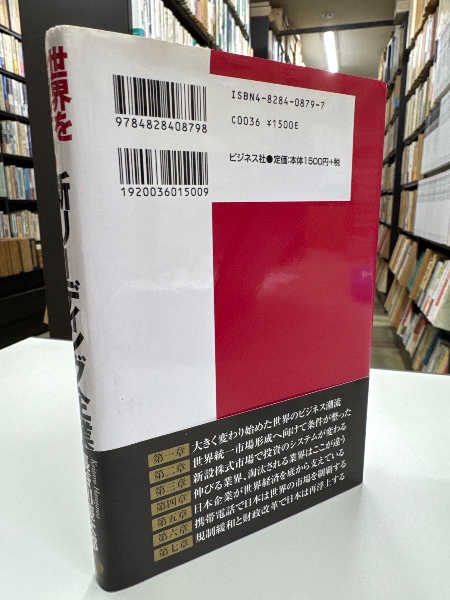 世界を
新リーディング企業
ISBN4-8284-0879-7
C0036 ¥1500E
ビジネス社●定価:本体1500円+税
9784828408798
1920036015009
第一章 大きく変わり始めた世界のビジネス潮流
第二章 世界統一市場形成へ向けて条件が整った
第三章 新設株式市場で投資のシステムが変わる
第四章 伸びる業界、淘汰される業界はここが違う
第五章 日本企業が世界経済を底から支えている
第六章 携帯電話で日本は世界の市場を制覇する
第七章 規制緩和と財政改革で日本は再浮上する